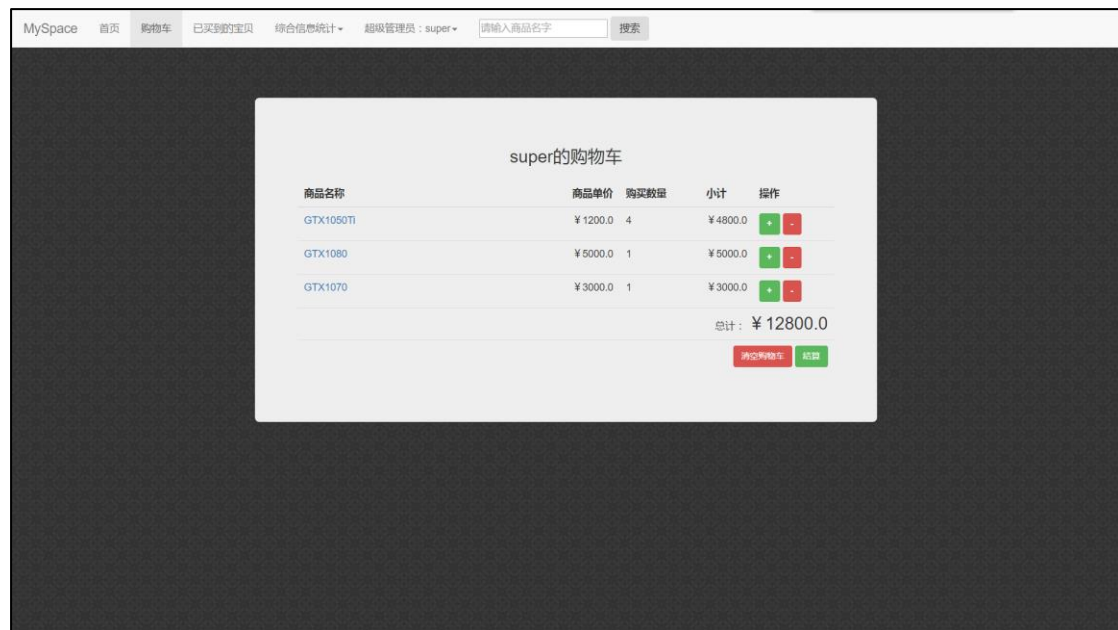 MySpace 首页 购物车 已买到的宝贝 综合信息统计 超级管理员：super 请输入商品名字 搜索
super的购物车
商品名称 商品单价 购买数量 小计 操作
GTX1050Ti ¥1200.0 4 ¥4800.0 + -
GTX1080 ¥5000.0 1 ¥5000.0 + -
GTX1070 ¥3000.0 1 ¥3000.0 + -
总计： ¥12800.0
清空购物车 结算